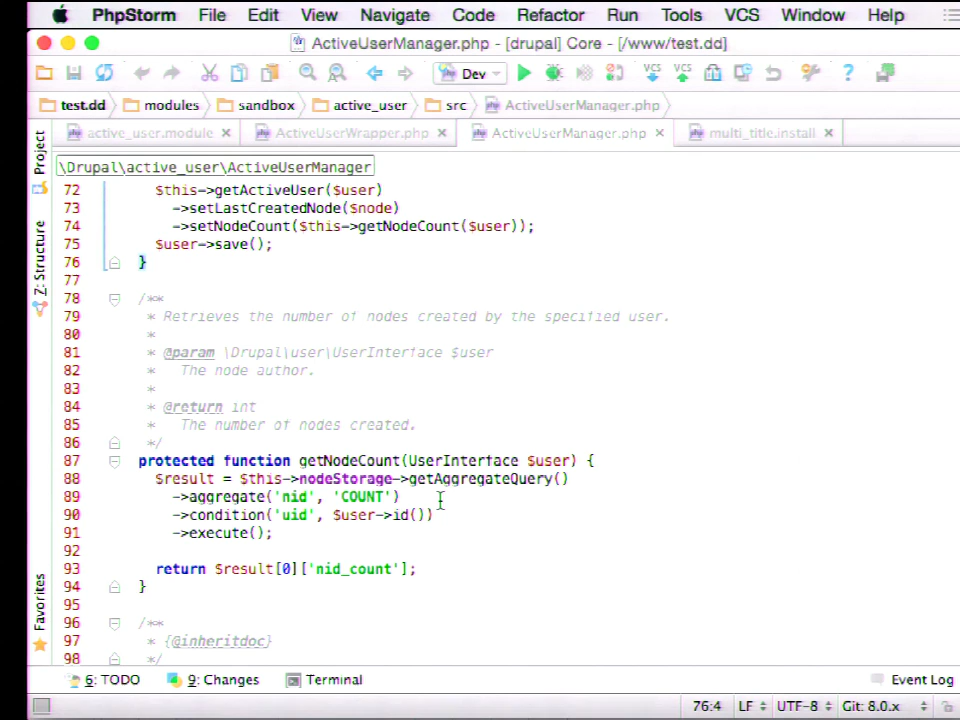 PhpStorm File Edit View Navigate Code Refactor Run Tools VCS Window Help
ActiveUserManager.php - [drupal] Core - [/www/test.dd]
Dev VCS VCS ?
test.dd modules sandbox active_user src ActiveUserManager.php
active_user.module ActiveUserWrapper.php ActiveUserManager.php multi_title.install
Project
Z: Structure
Favorites
\Drupal\active_user\ActiveUserManager
72 $this->getActiveUser($user)
73 ->setLastCreatedNode($node)
74 ->setNodeCount($this->getNodeCount($user));
75 $user->save();
76 }
77
78 /**
79 * Retrieves the number of nodes created by the specified user.
80 *
81 * @param \Drupal\user\UserInterface $user
82 * The node author.
83 *
84 * @return int
85 * The number of nodes created.
86 */
87 protected function getNodeCount(UserInterface $user) {
88 $result = $this->nodeStorage->getAggregateQuery()
89 ->aggregate('nid', 'COUNT')
90 ->condition('uid', $user->id())
91 ->execute();
92
93 return $result[0]['nid_count'];
94 }
95
96 /**
97 * {@inheritdoc}
98 */
6: TODO 9: Changes Terminal Event Log
76:4 LF UTF-8 Git: 8.0.x